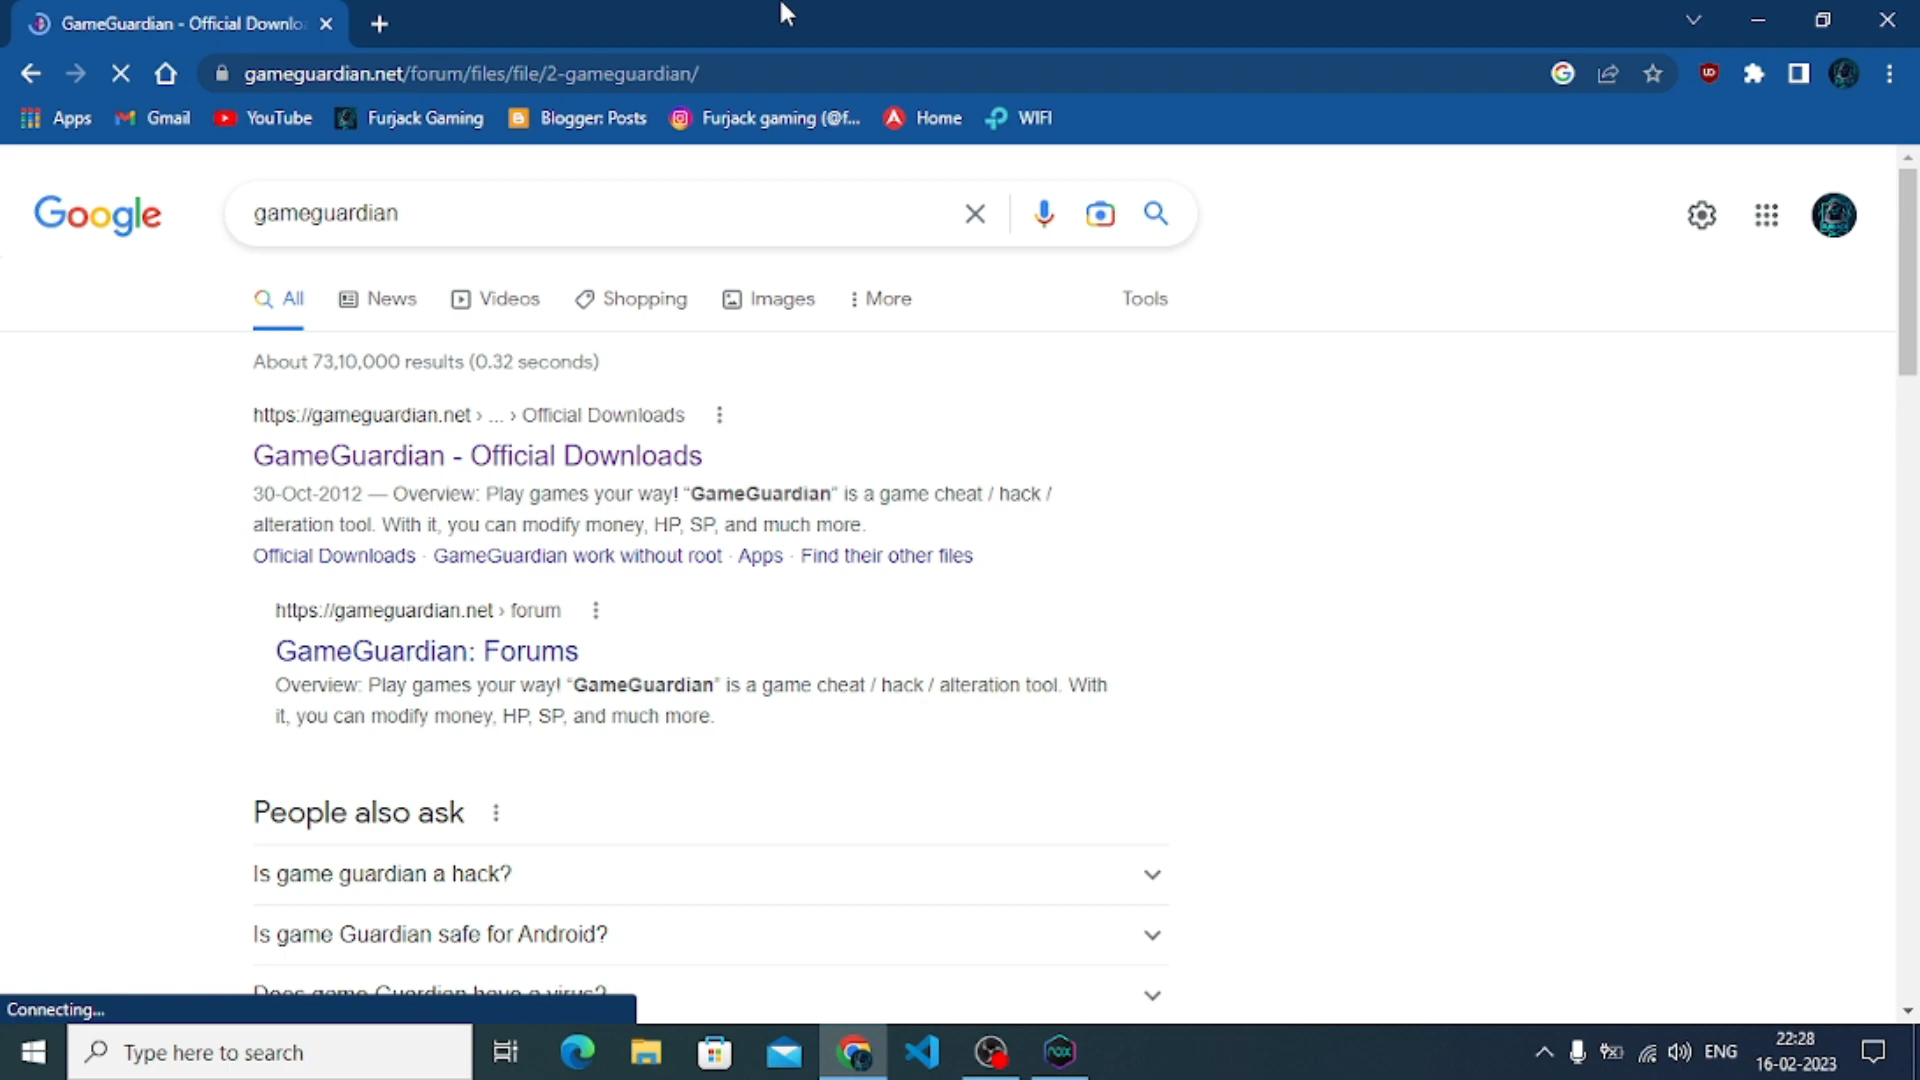 GameGuardian - Official Downlo
gameguardian.net/forum/files/file/2-gameguardian/
Apps
Gmail
YouTube
Furjack Gaming
Blogger: Posts
Furjack gaming (@f...
Home
WIFI
Google
gameguardian
All
News
Videos
Shopping
Images
More
Tools
About 73,10,000 results (0.32 seconds)
https://gameguardian.net › ... › Official Downloads
GameGuardian - Official Downloads
30-Oct-2012 — Overview: Play games your way! “GameGuardian” is a game cheat / hack /
alteration tool. With it, you can modify money, HP, SP, and much more.
Official Downloads · GameGuardian work without root · Apps · Find their other files
https://gameguardian.net › forum
GameGuardian: Forums
Overview: Play games your way! “GameGuardian” is a game cheat / hack / alteration tool. With
it, you can modify money, HP, SP, and much more.
People also ask
Is game guardian a hack?
Is game Guardian safe for Android?
Does game Guardian have a virus?
Connecting...
Type here to search
nox
ENG
22:28
16-02-2023